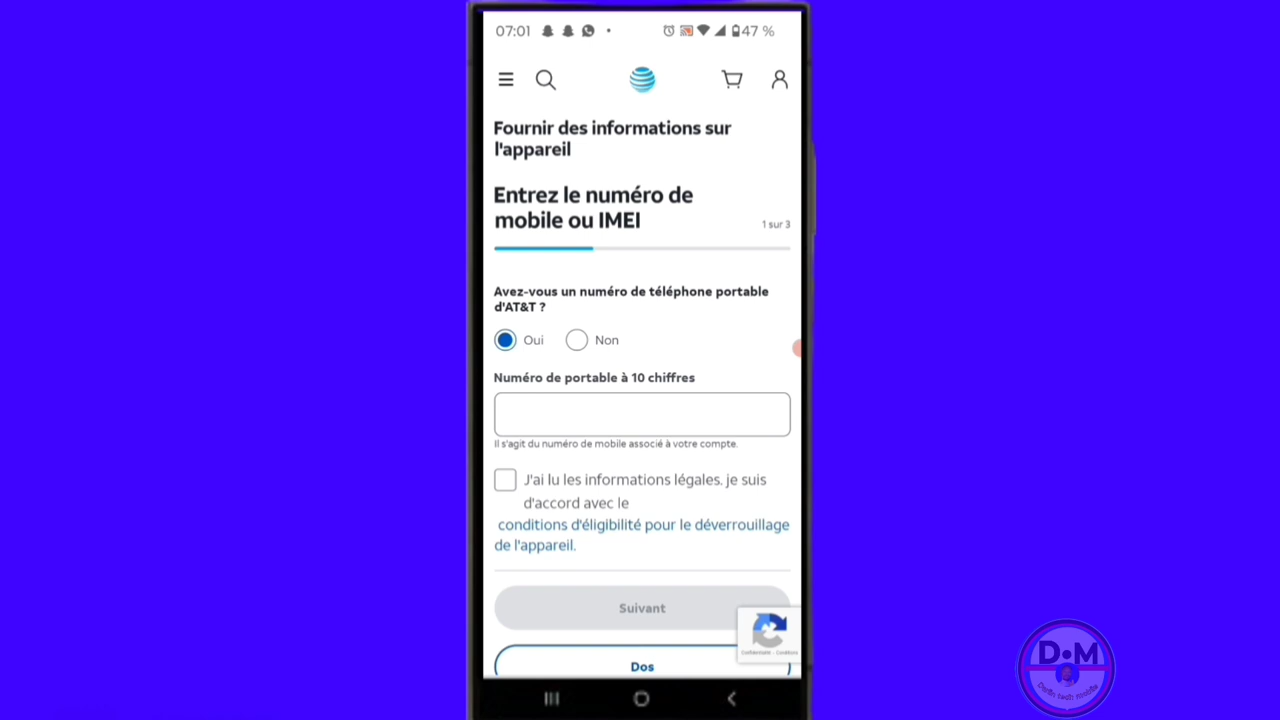 07:01
47 %
Fournir des informations sur
l'appareil
Entrez le numéro de
mobile ou IMEI
1 sur 3
Avez-vous un numéro de téléphone portable
d'AT&T ?
Oui
Non
Numéro de portable à 10 chiffres
Il s'agit du numéro de mobile associé à votre compte.
J'ai lu les informations légales. je suis
d'accord avec le
conditions d'éligibilité pour le déverrouillage
de l'appareil.
Suivant
Confidentialité - Conditions
Dos
D•M